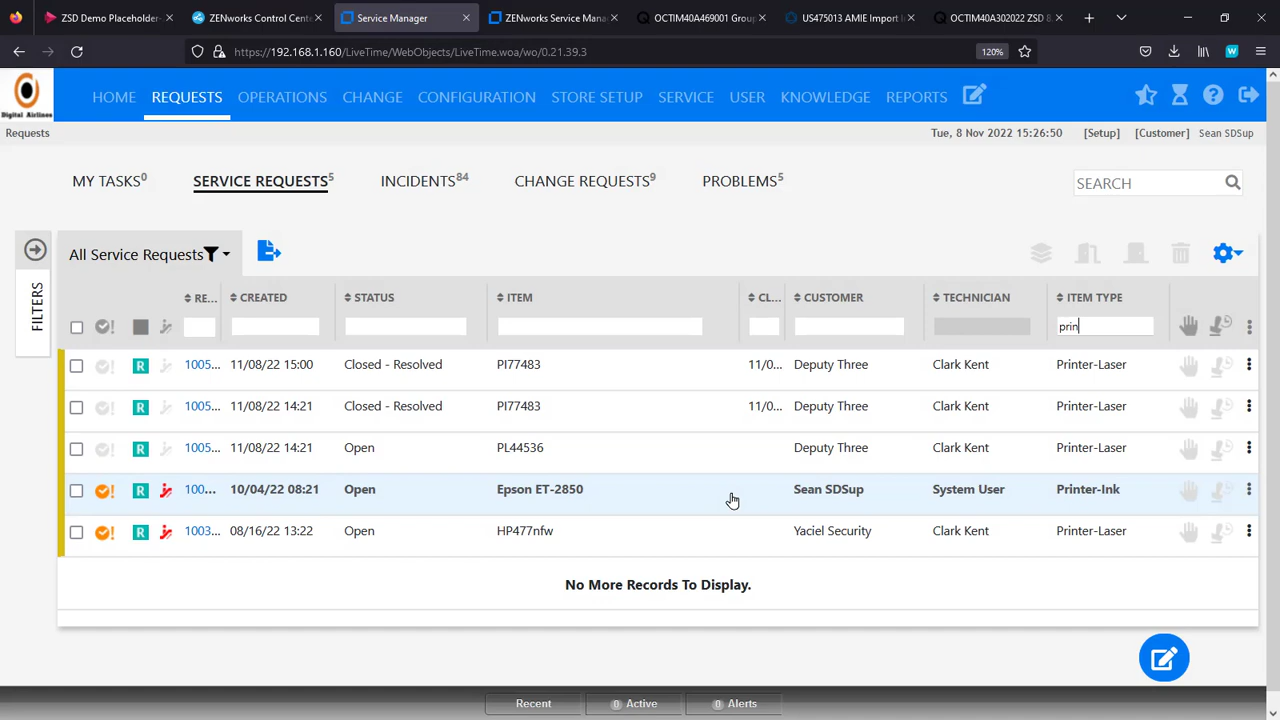 ZSD Demo Placeholder-
ZENworks Control Cente
Service Manager
ZENworks Service Mana
OCTIM40A469001 Group
US475013 AMIE Import I
OCTIM40A302022 ZSD 8.
https://192.168.1.160/LiveTime/WebObjects/LiveTime.woa/wo/0.21.39.3
120%
W
Digital Airlines
HOME REQUESTS OPERATIONS CHANGE CONFIGURATION STORE SETUP SERVICE USER KNOWLEDGE REPORTS
Requests
Tue, 8 Nov 2022 15:26:50 [Setup] [Customer] Sean SDSup
MY TASKS0 SERVICE REQUESTS5 INCIDENTS84 CHANGE REQUESTS9 PROBLEMS5
SEARCH
FILTERS
All Service Requests
RE... CREATED STATUS ITEM CL... CUSTOMER TECHNICIAN ITEM TYPE
prin
R 1005... 11/08/22 15:00 Closed - Resolved PI77483 11/0... Deputy Three Clark Kent Printer-Laser
R 1005... 11/08/22 14:21 Closed - Resolved PI77483 11/0... Deputy Three Clark Kent Printer-Laser
R 1005... 11/08/22 14:21 Open PL44536 Deputy Three Clark Kent Printer-Laser
R 100... 10/04/22 08:21 Open Epson ET-2850 Sean SDSup System User Printer-Ink
R 1003... 08/16/22 13:22 Open HP477nfw Yaciel Security Clark Kent Printer-Laser
No More Records To Display.
Recent 0 Active 0 Alerts